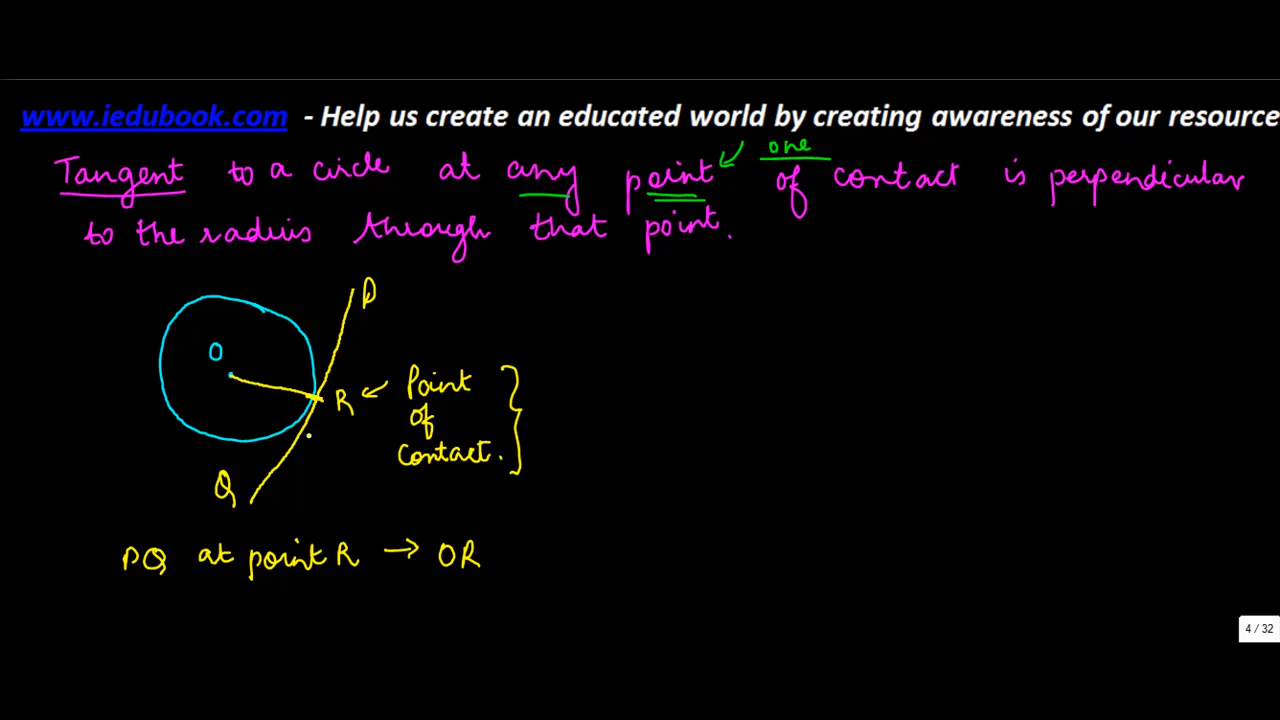 www.iedubook.com - Help us create an educated world by creating awareness of our resource
one
Tangent to a circle at any point of contact is perpendicular
to the radius through that point.
P
O
R ← Point
of
contact.
Q
PQ at point R → OR
4 / 32